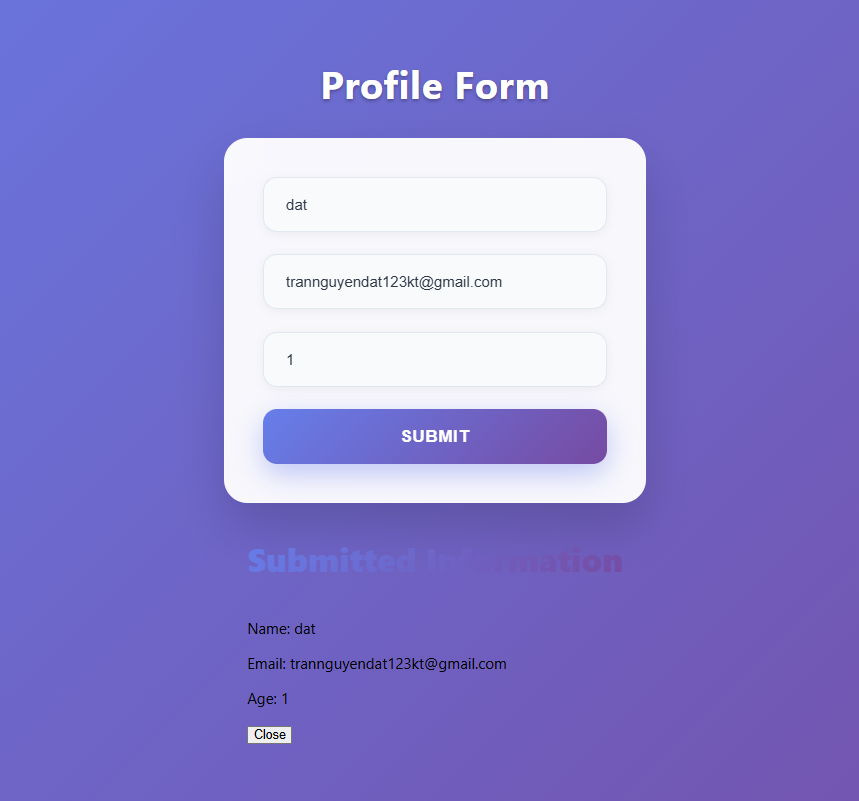 Profile Form
dat
trannguyendat123kt@gmail.com
1
SUBMIT
Submitted Information
Name: dat
Email: trannguyendat123kt@gmail.com
Age: 1
Close